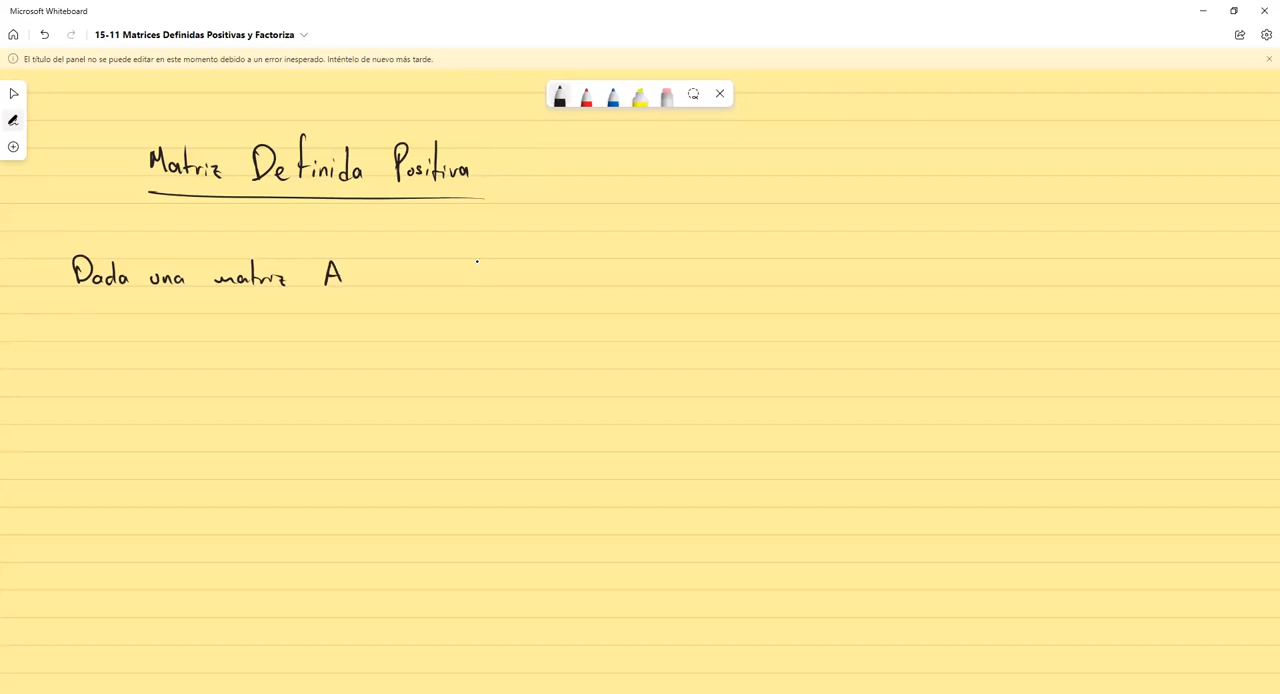 Microsoft Whiteboard
15-11 Matrices Definidas Positivas y Factoriza
El título del panel no se puede editar en este momento debido a un error inesperado. Inténtelo de nuevo más tarde.
Matriz Definida Positiva
Dada una matriz A